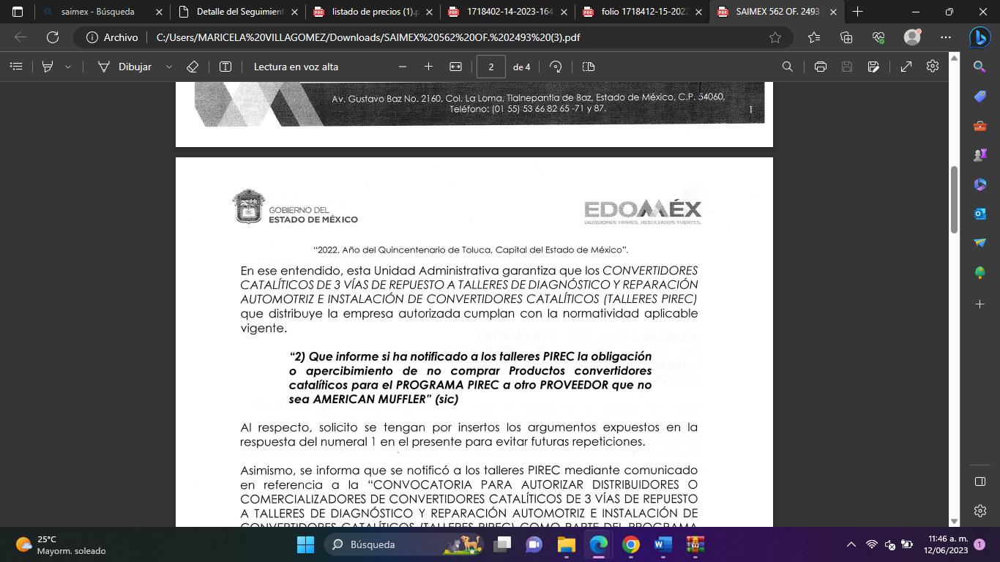 saimex - Búsqueda
Detalle del Seguimient
listado de precios (1).p
1718402-14-2023-164
folio 1718412-15-2022
SAIMEX 562 OF. 2493
Archivo
C:/Users/MARICELA%20VILLAGOMEZ/Downloads/SAIMEX%20562%20OF.%202493%20(3).pdf
Dibujar
Lectura en voz alta
2
de 4
Av. Gustavo Baz No. 2160, Col. La Loma, Tlalnepantla de Baz, Estado de México, C.P. 54060,
Teléfono: (01 55) 53 66 82 65 -71 y 87.
1
GOBIERNO DEL
ESTADO DE MÉXICO
EDOMÉX
DECISIONES FIRMES, RESULTADOS FUERTES.
“2022. Año del Quincentenario de Toluca, Capital del Estado de México”.
En ese entendido, esta Unidad Administrativa garantiza que los CONVERTIDORES
CATALÍTICOS DE 3 VÍAS DE REPUESTO A TALLERES DE DIAGNÓSTICO Y REPARACIÓN
AUTOMOTRIZ E INSTALACIÓN DE CONVERTIDORES CATALÍTICOS (TALLERES PIREC)
que distribuye la empresa autorizada cumplan con la normatividad aplicable
vigente.
“2) Que informe si ha notificado a los talleres PIREC la obligación
o apercibimiento de no comprar Productos convertidores
catalíticos para el PROGRAMA PIREC a otro PROVEEDOR que no
sea AMERICAN MUFFLER” (sic)
Al respecto, solicito se tengan por insertos los argumentos expuestos en la
respuesta del numeral 1 en el presente para evitar futuras repeticiones.
Asimismo, se informa que se notificó a los talleres PIREC mediante comunicado
en referencia a la “CONVOCATORIA PARA AUTORIZAR DISTRIBUIDORES O
COMERCIALIZADORES DE CONVERTIDORES CATALÍTICOS DE 3 VÍAS DE REPUESTO
A TALLERES DE DIAGNÓSTICO Y REPARACIÓN AUTOMOTRIZ E INSTALACIÓN DE
CONVERTIDORES CATALÍTICOS (TALLERES PIREC) COMO PARTE DEL PROGRAMA
25°C
Mayorm. soleado
Búsqueda
11:46 a. m.
12/06/2023
1